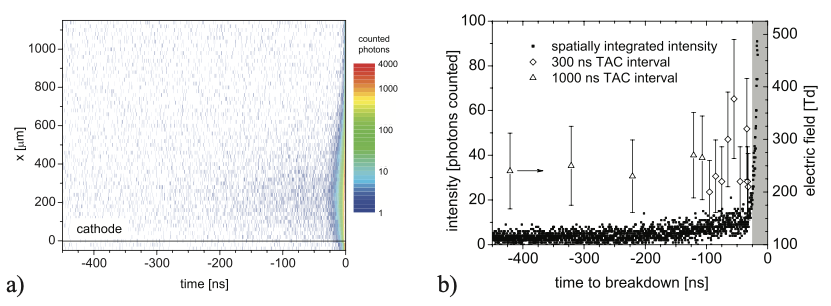 counted
photons
1000
800
600
400
200
0
x [µm]
cathode
-400
-300
-200
-100
0
time [ns]
4000
1000
100
10
1
a)
100
80
60
40
20
0
intensity [photons counted]
spatially integrated intensity
300 ns TAC interval
1000 ns TAC interval
500
400
300
200
100
electric field [Td]
-400
-300
-200
-100
0
time to breakdown [ns]
b)